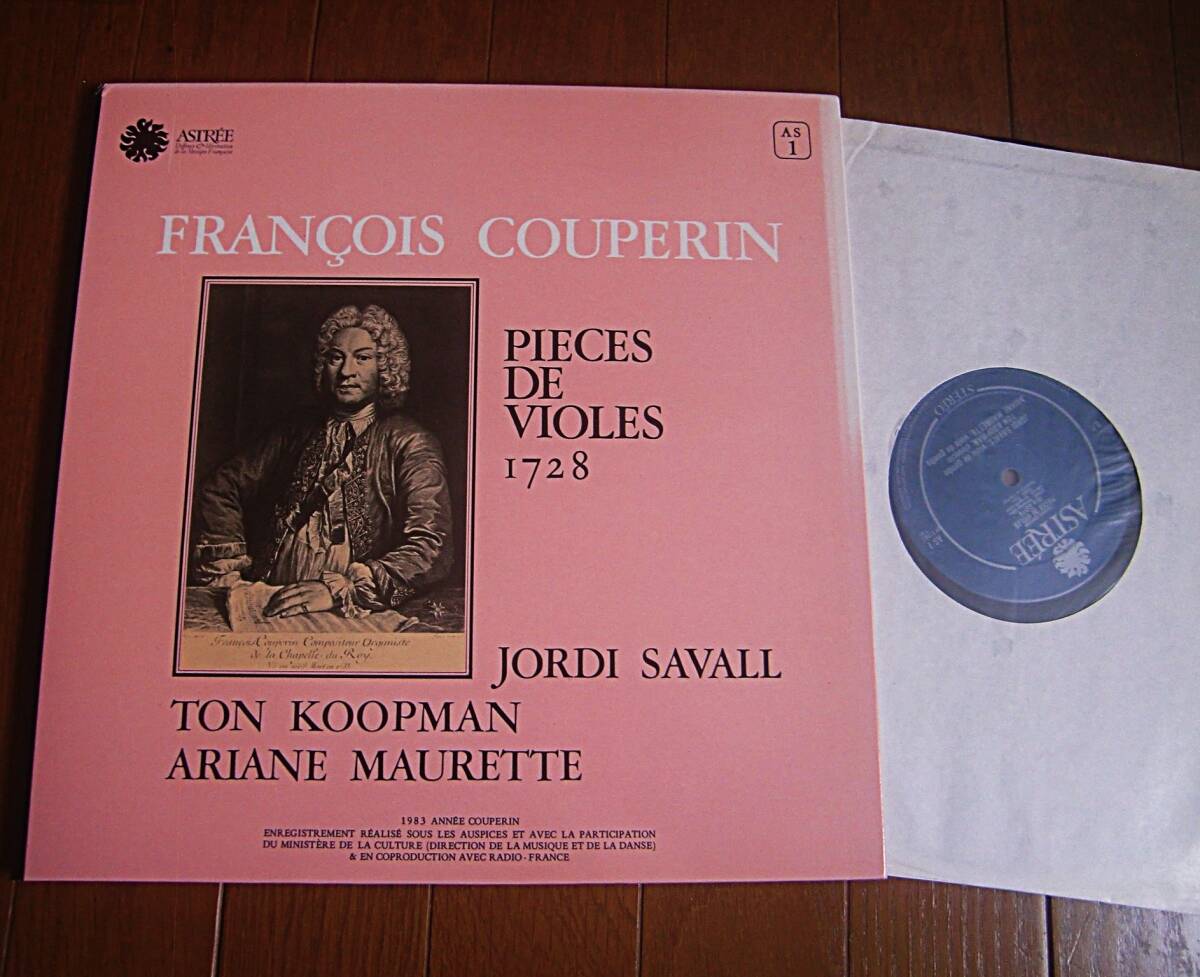 ASTRÉE
AS
1
FRANÇOIS COUPERIN
PIECES
DE
VIOLES
1728
François Couperin Compositeur Organiste
de la Chapelle du Roy.
JORDI SAVALL
TON KOOPMAN
ARIANE MAURETTE
1983 ANNÉE COUPERIN
ENREGISTREMENT RÉALISÉ SOUS LES AUSPICES ET AVEC LA PARTICIPATION
DU MINISTÈRE DE LA CULTURE (DIRECTION DE LA MUSIQUE ET DE LA DANSE)
& EN COPRODUCTION AVEC RADIO-FRANCE
STEREO
ASTRÉE